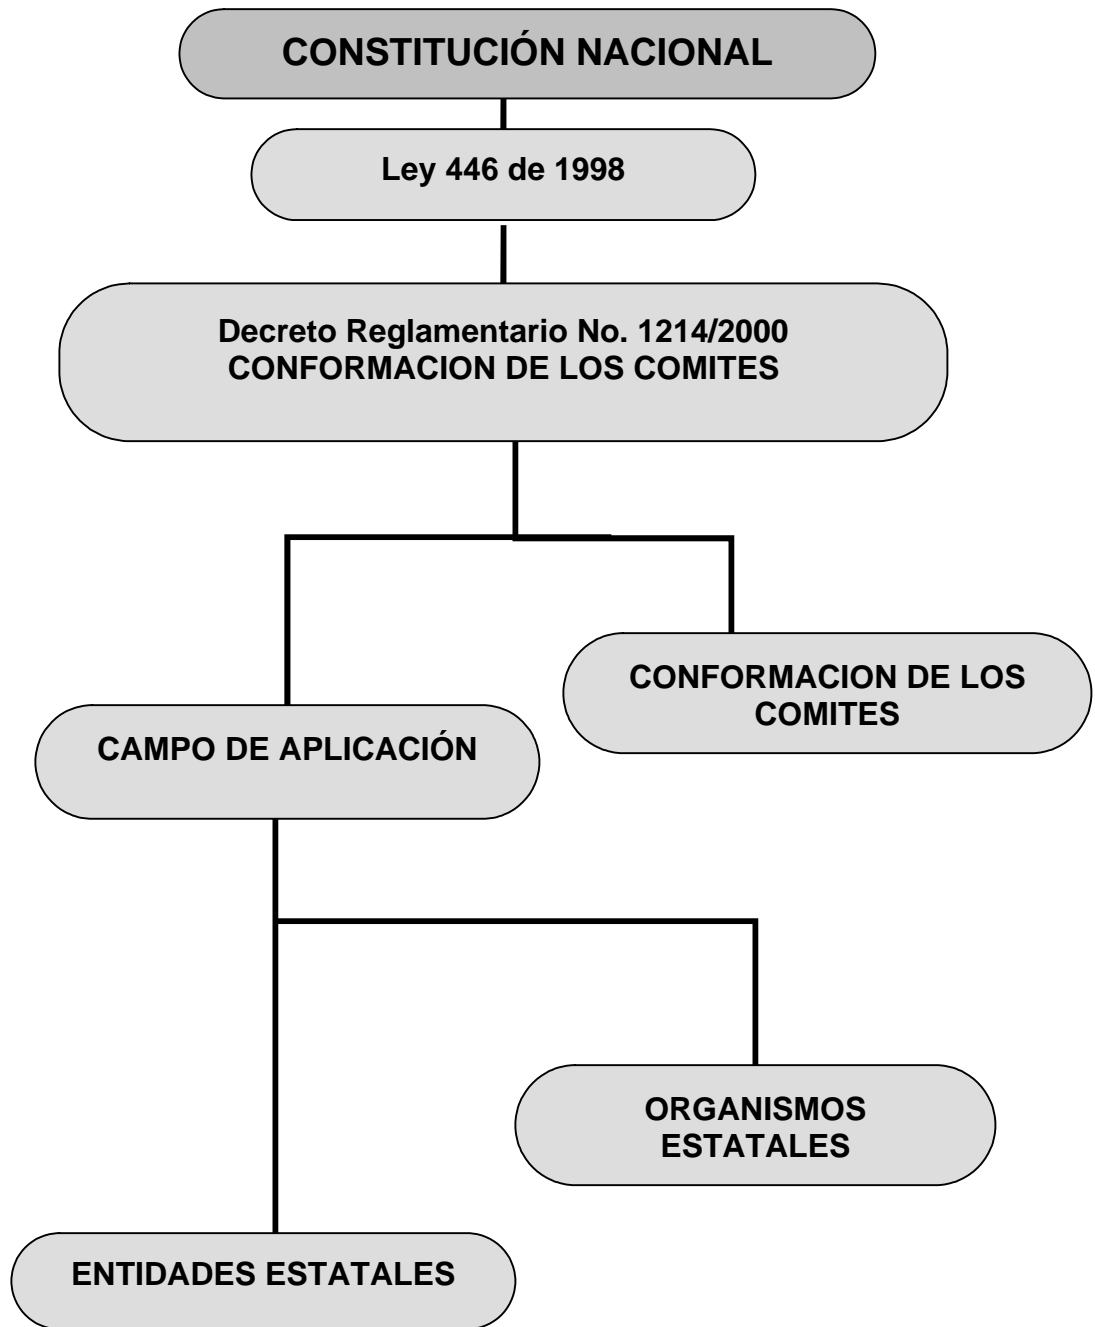 CONSTITUCIÓN NACIONAL
Ley 446 de 1998
Decreto Reglamentario No. 1214/2000
CONFORMACION DE LOS COMITES
CONFORMACION DE LOS
COMITES
CAMPO DE APLICACIÓN
ORGANISMOS
ESTATALES
ENTIDADES ESTATALES